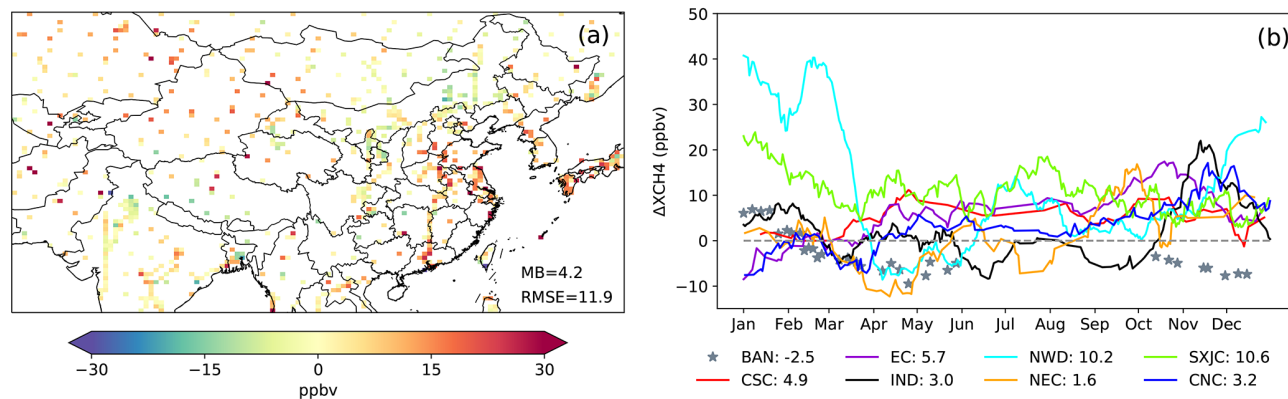 (a)
MB=4.2
RMSE=11.9
−30 −15 0 15 30
ppbv
(b)
ΔXCH4 (ppbv)
50
40
30
20
10
0
−10
Jan Feb Mar Apr May Jun Jul Aug Sep Oct Nov Dec
BAN: -2.5 EC: 5.7 NWD: 10.2 SXJC: 10.6
CSC: 4.9 IND: 3.0 NEC: 1.6 CNC: 3.2